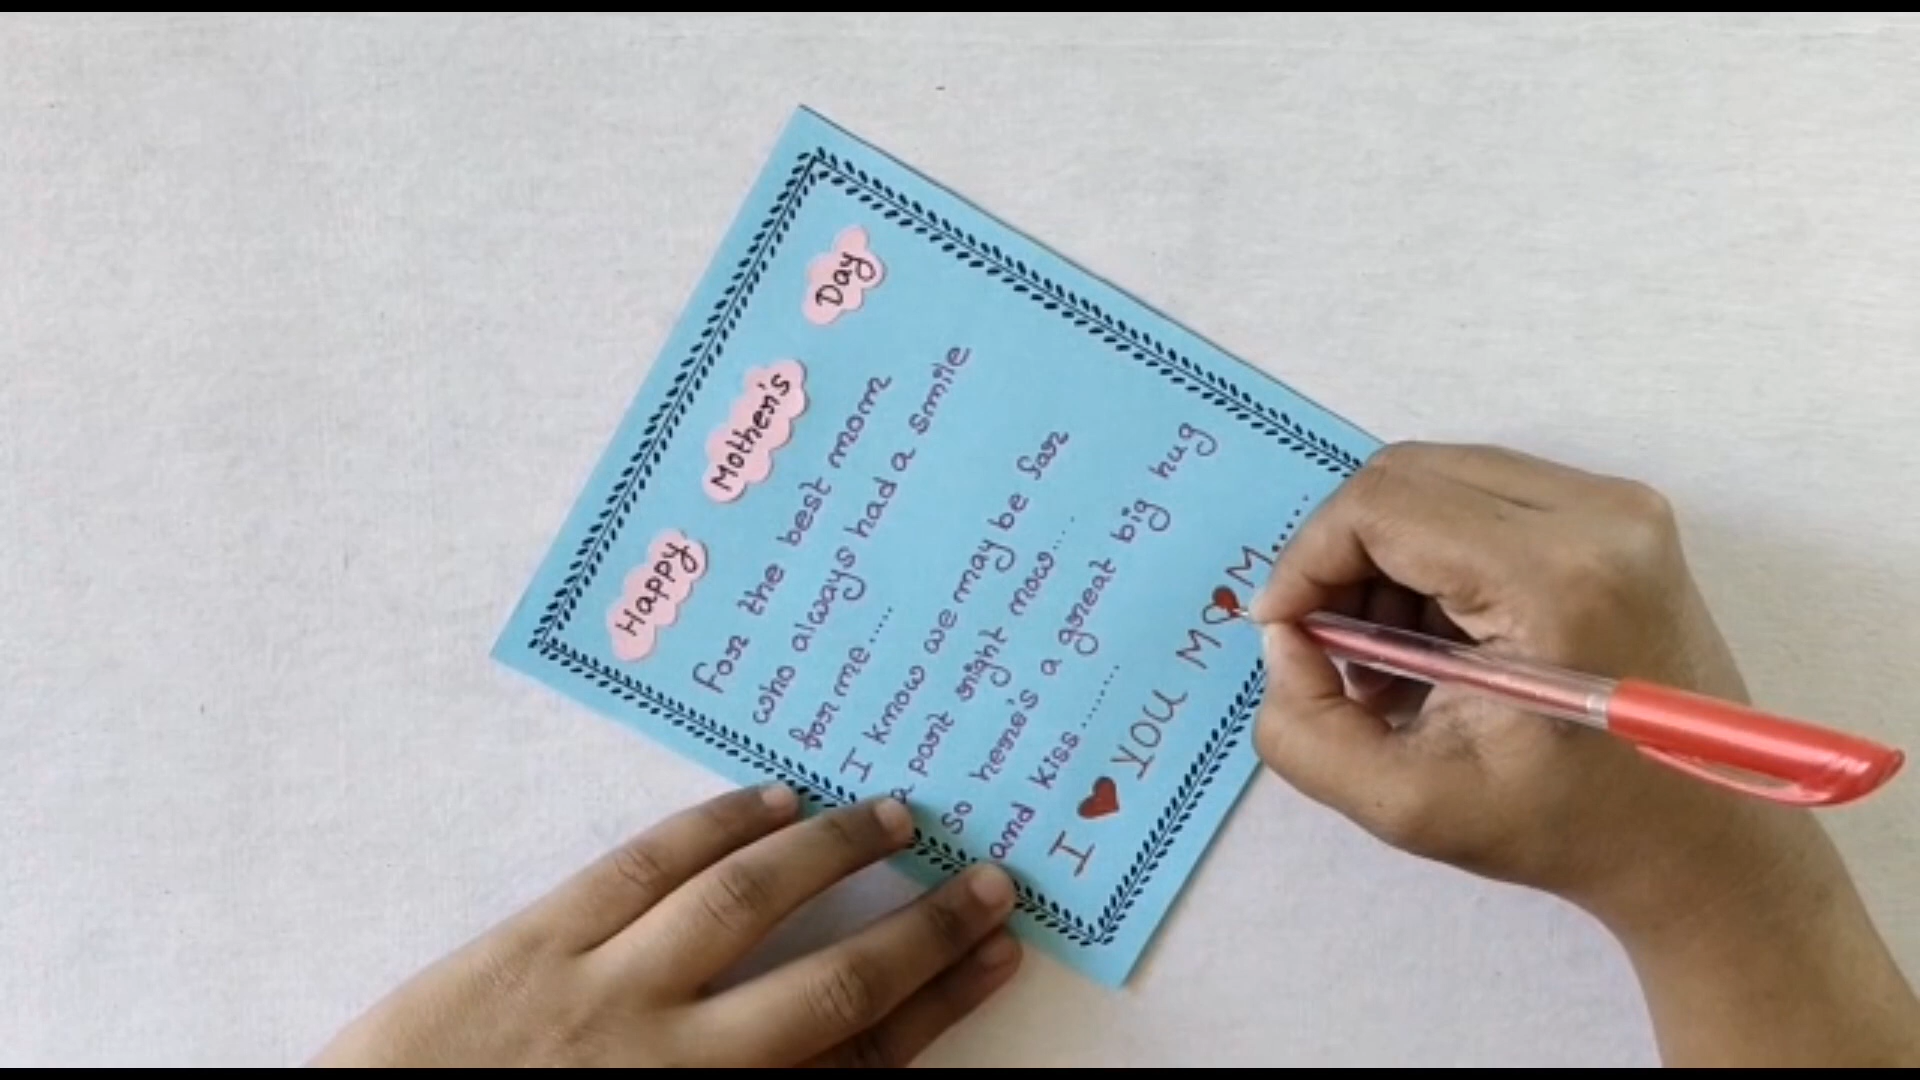 Happy Mother's Day
For the best mom
who always had a smile
for me.....
I know we may be far
a part right now....
So here's a great big hug
and kiss........
I ❤ YOU M❤M.....